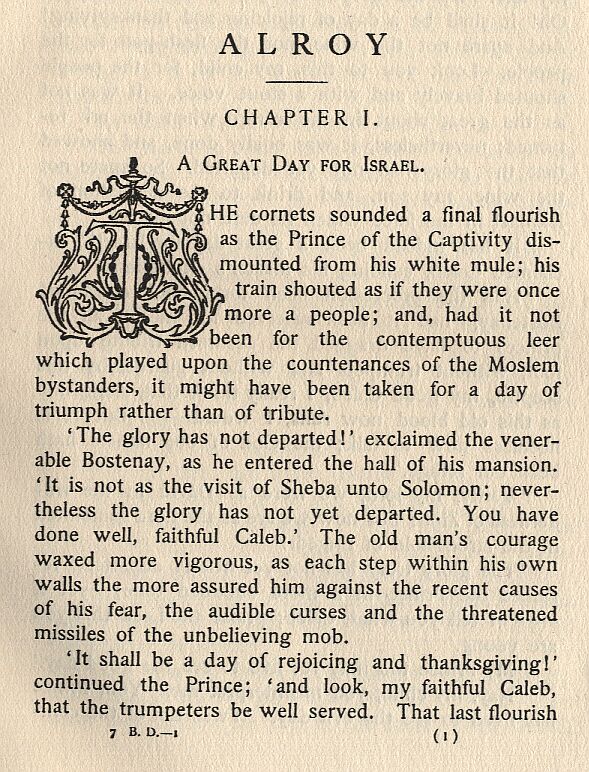 ALROY
CHAPTER I.
A GREAT DAY FOR ISRAEL.
THE cornets sounded a final flourish
as the Prince of the Captivity dis-
mounted from his white mule; his
train shouted as if they were once
more a people; and, had it not
been for the contemptuous leer
which played upon the countenances of the Moslem
bystanders, it might have been taken for a day of
triumph rather than of tribute.
'The glory has not departed!' exclaimed the vener-
able Bostenay, as he entered the hall of his mansion.
'It is not as the visit of Sheba unto Solomon; never-
theless the glory has not yet departed. You have
done well, faithful Caleb.' The old man's courage
waxed more vigorous, as each step within his own
walls the more assured him against the recent causes
of his fear, the audible curses and the threatened
missiles of the unbelieving mob.
'It shall be a day of rejoicing and thanksgiving!'
continued the Prince; 'and look, my faithful Caleb,
that the trumpeters be well served. That last flourish
7 B. D.—1
(1)